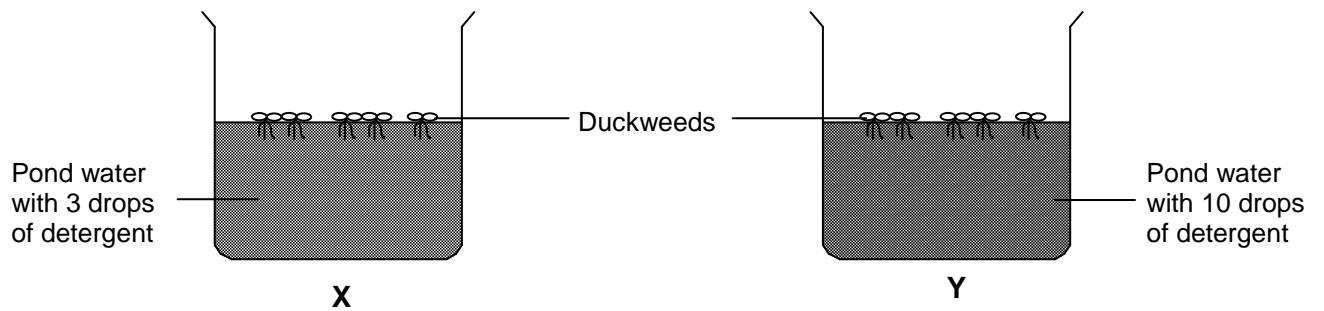 Duckweeds
Pond water
with 3 drops
of detergent
Pond water
with 10 drops
of detergent
X
Y